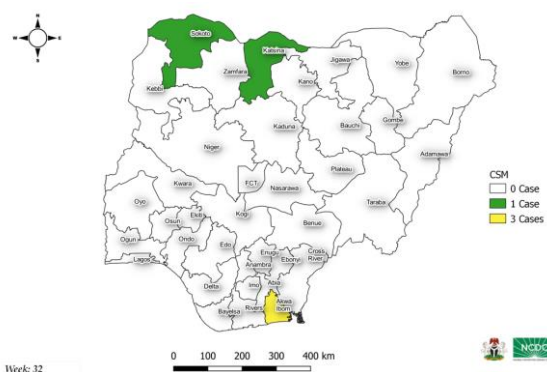 Sokoto
Katsina
Jigawa
Yobe
Borno
Zamfara
Kebbi
Kano
Gombe
Bauchi
Kaduna
Niger
Adamawa
Plateau
FCT
Nasarawa
Kwara
Taraba
Oyo
Kogi
Ekiti
Osun
Benue
Ogun
Ondo
Edo
Enugu
Cross
River
Ebonyi
Anambra
Lagos
Imo
Abia
Delta
Akwa
Ibom
Rivers
Bayelsa
N
W
E
S
CSM
0 Case
1 Case
3 Cases
NCDC
Week: 32
0 100 200 300 400 km